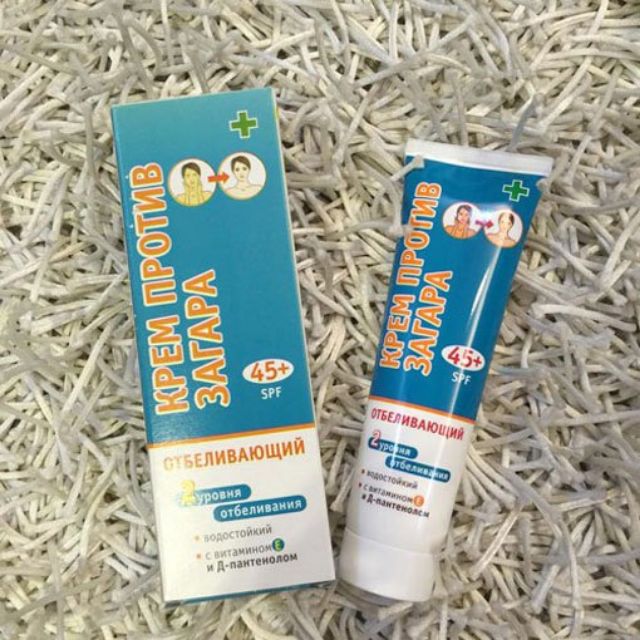 КРЕМ ПРОТИВ
ЗАГАРА
45+
SPF
ОТБЕЛИВАЮЩИЙ
2 уровня
отбеливания
• водостойкий
• с витамином Е
и Д-пантенолом
КРЕМ ПРОТИВ
ЗАГАРА
45+
SPF
ОТБЕЛИВАЮЩИЙ
2 уровня
отбеливания
• водостойкий
• с витамином Е
и Д-пантенолом